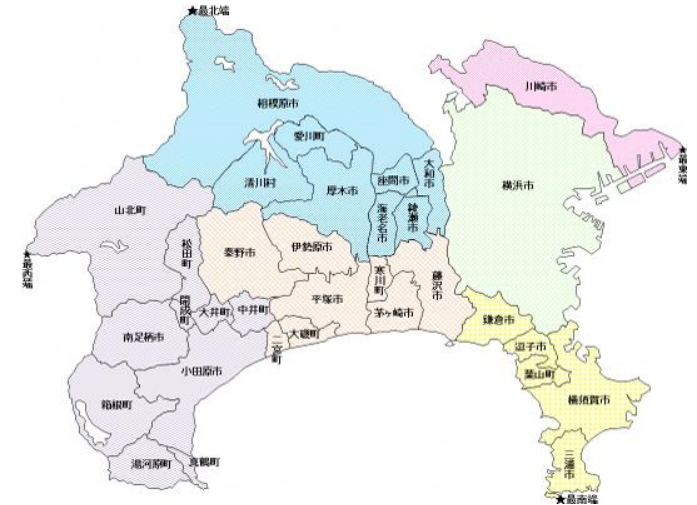 ★最北端
川崎市
相模原市
愛川町
★最東端
大和市
座間市
清川村
厚木市
横浜市
海老名市
綾瀬市
山北町
松田町
秦野市
伊勢原市
★最西端
寒川町
藤沢市
開成町
大井町
中井町
平塚市
茅ヶ崎市
鎌倉市
南足柄市
二宮町
大磯町
逗子市
小田原市
葉山町
箱根町
横須賀市
湯河原町
真鶴町
三浦市
★最南端